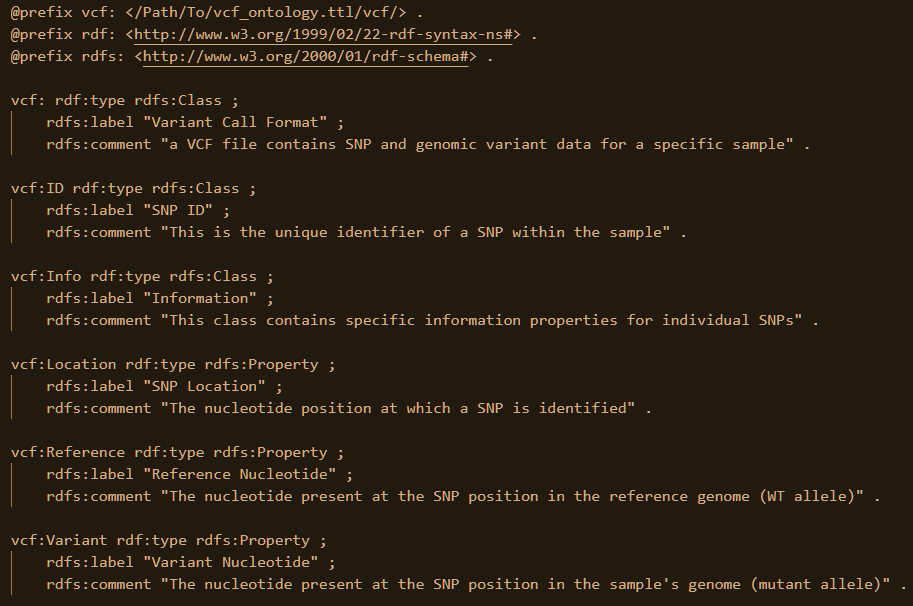 @prefix vcf: </Path/To/vcf_ontology.ttl/vcf/> .
@prefix rdf: <http://www.w3.org/1999/02/22-rdf-syntax-ns#> .
@prefix rdfs: <http://www.w3.org/2000/01/rdf-schema#> .

vcf: rdf:type rdfs:Class ;
    rdfs:label "Variant Call Format" ;
    rdfs:comment "a VCF file contains SNP and genomic variant data for a specific sample" .

vcf:ID rdf:type rdfs:Class ;
    rdfs:label "SNP ID" ;
    rdfs:comment "This is the unique identifier of a SNP within the sample" .

vcf:Info rdf:type rdfs:Class ;
    rdfs:label "Information" ;
    rdfs:comment "This class contains specific information properties for individual SNPs" .

vcf:Location rdf:type rdfs:Property ;
    rdfs:label "SNP Location" ;
    rdfs:comment "The nucleotide position at which a SNP is identified" .

vcf:Reference rdf:type rdfs:Property ;
    rdfs:label "Reference Nucleotide" ;
    rdfs:comment "The nucleotide present at the SNP position in the reference genome (WT allele)" .

vcf:Variant rdf:type rdfs:Property ;
    rdfs:label "Variant Nucleotide" ;
    rdfs:comment "The nucleotide present at the SNP position in the sample's genome (mutant allele)" .